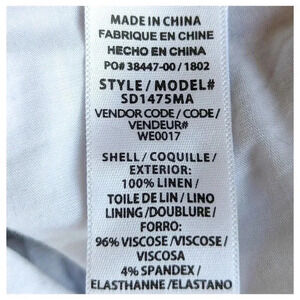 MADE IN CHINA
FABRIQUE EN CHINE
HECHO EN CHINA
PO# 38447-00 / 1802
STYLE / MODEL#
SD1475MA
VENDOR CODE / CODE /
VENDEUR#
WE0017
SHELL / COQUILLE /
EXTERIOR:
100% LINEN /
TOILE DE LIN / LINO
LINING /DOUBLURE /
FORRO:
96% VISCOSE /VISCOSE /
VISCOSA
4% SPANDEX /
ELASTHANNE /ELASTANO